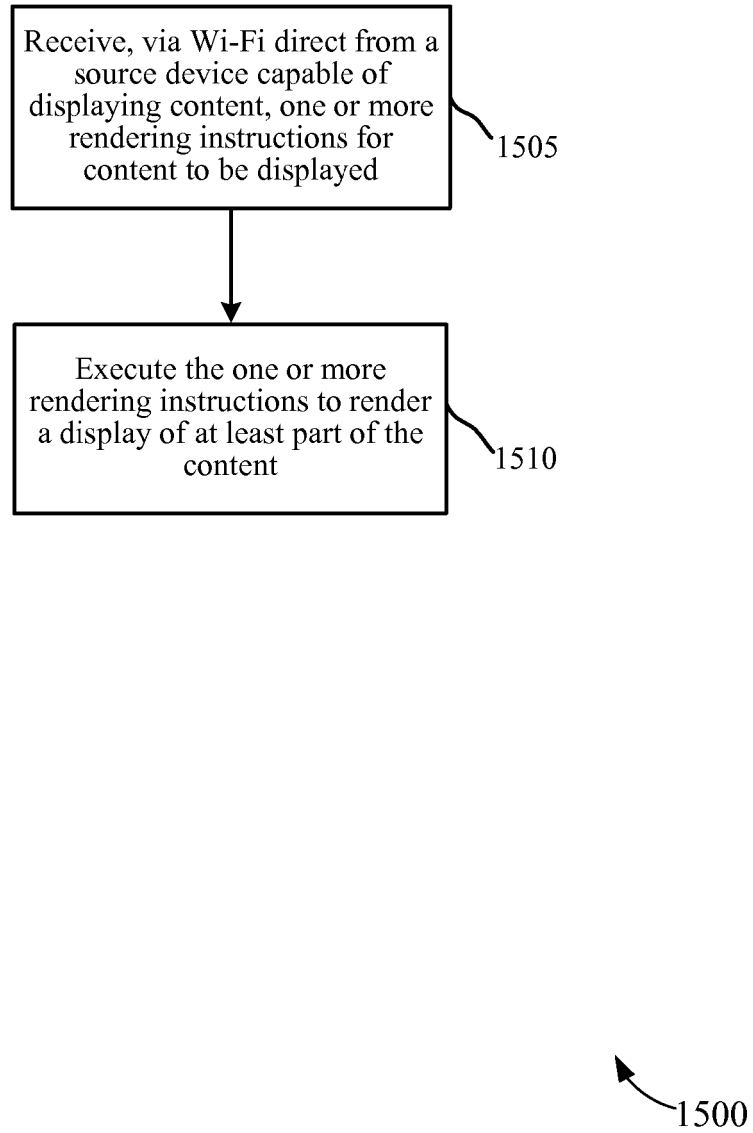 Receive, via Wi-Fi direct from a
source device capable of
displaying content, one or more
rendering instructions for
content to be displayed
1505
Execute the one or more
rendering instructions to render
a display of at least part of the
content
1510
1500